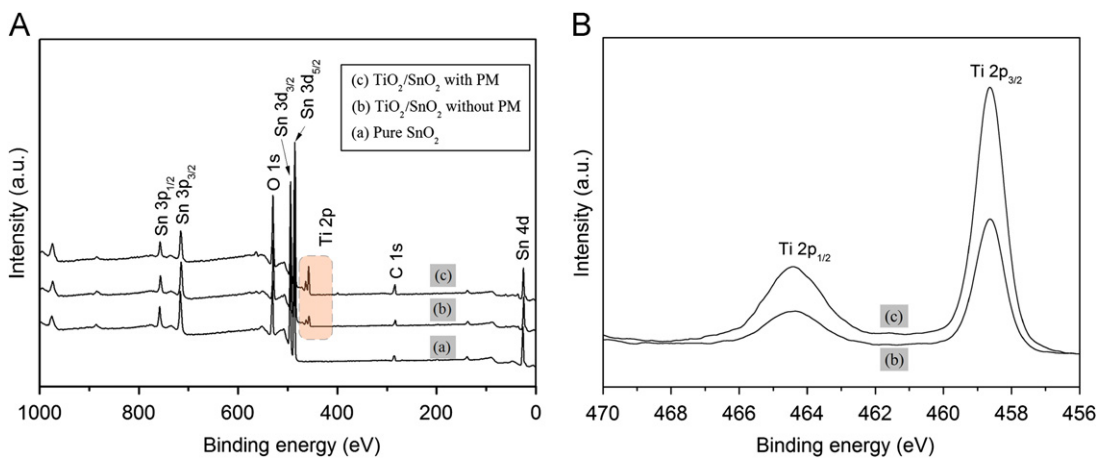 A
(c) TiO₂/SnO₂ with PM
(b) TiO₂/SnO₂ without PM
(a) Pure SnO₂
Sn 3p₁/₂
Sn 3p₃/₂
O 1s
Sn 3d₃/₂
Sn 3d₅/₂
Ti 2p
C 1s
Sn 4d
(c)
(b)
(a)
Intensity (a.u.)
1000 800 600 400 200 0
Binding energy (eV)
B
Ti 2p₃/₂
Ti 2p₁/₂
(c)
(b)
Intensity (a.u.)
470 468 466 464 462 460 458 456
Binding energy (eV)